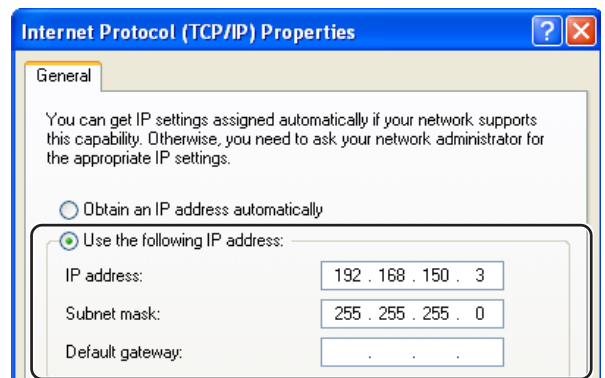 Internet Protocol (TCP/IP) Properties
General
You can get IP settings assigned automatically if your network supports
this capability. Otherwise, you need to ask your network administrator for
the appropriate IP settings.
Obtain an IP address automatically
Use the following IP address:
IP address: 192 . 168 . 150 . 3
Subnet mask: 255 . 255 . 255 . 0
Default gateway: . . .